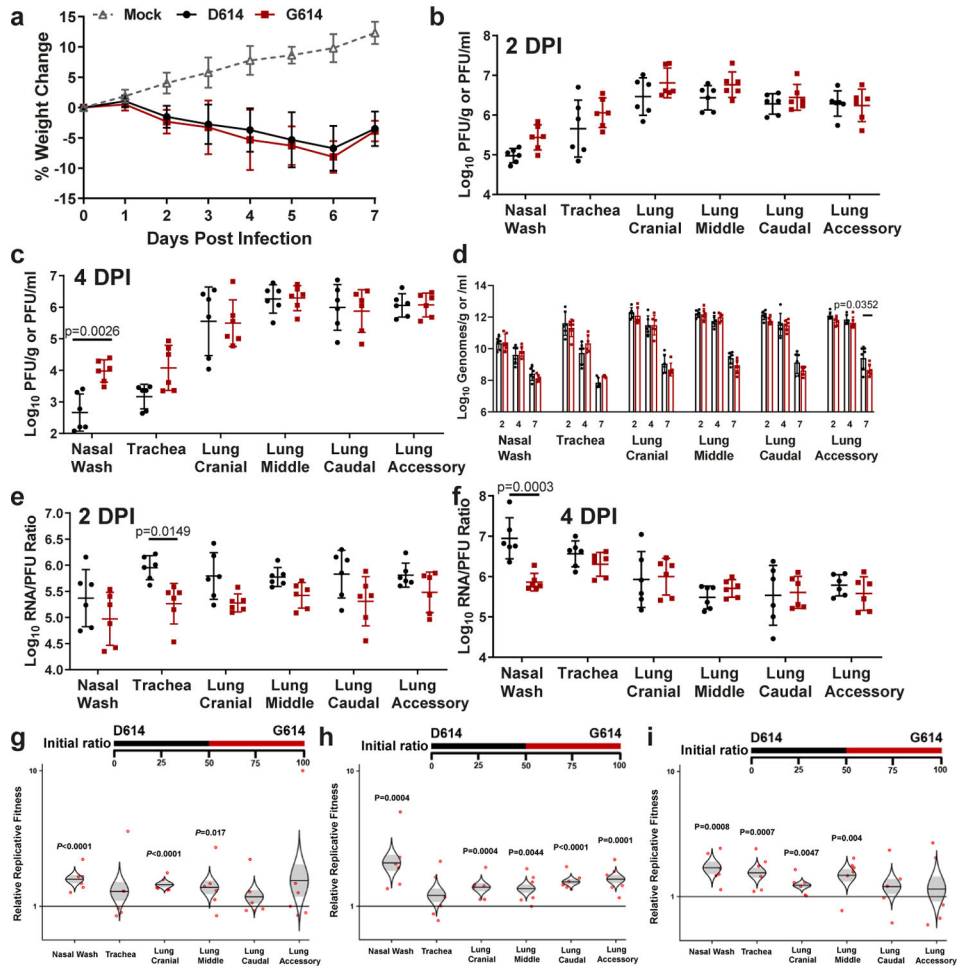 a
Mock D614 G614
% Weight Change
15
10
5
0
-5
-10
-15
0 1 2 3 4 5 6 7
Days Post Infection
b
2 DPI
Log10 PFU/g or PFU/ml
8
7
6
5
4
Nasal Wash
Trachea
Lung Cranial
Lung Middle
Lung Caudal
Lung Accessory
c
4 DPI
Log10 PFU/g or PFU/ml
8
7
6
5
4
3
2
p=0.0026
Nasal Wash
Trachea
Lung Cranial
Lung Middle
Lung Caudal
Lung Accessory
d
Log10 Genomes/g or /ml
14
12
10
8
6
p=0.0352
2 4 7 2 4 7 2 4 7 2 4 7 2 4 7 2 4 7
Nasal Wash
Trachea
Lung Cranial
Lung Middle
Lung Caudal
Lung Accessory
e
2 DPI
Log10 RNA/PFU Ratio
7.0
6.5
6.0
5.5
5.0
4.5
4.0
p=0.0149
Nasal Wash
Trachea
Lung Cranial
Lung Middle
Lung Caudal
Lung Accessory
f
4 DPI
Log10 RNA/PFU Ratio
8
7
6
5
4
p=0.0003
Nasal Wash
Trachea
Lung Cranial
Lung Middle
Lung Caudal
Lung Accessory
g
D614 G614
Initial ratio
0 25 50 75 100
Relative Replicative Fitness
10
1
P<0.0001
P<0.0001
P=0.017
Nasal Wash
Trachea
Lung Cranial
Lung Middle
Lung Caudal
Lung Accessory
h
D614 G614
Initial ratio
0 25 50 75 100
Relative Replicative Fitness
10
1
P=0.0004
P=0.0004
P=0.0044
P<0.0001
P=0.0001
Nasal Wash
Trachea
Lung Cranial
Lung Middle
Lung Caudal
Lung Accessory
i
D614 G614
Initial ratio
0 25 50 75 100
Relative Replicative Fitness
10
1
P=0.0008
P=0.0007
P=0.0047
P=0.004
Nasal Wash
Trachea
Lung Cranial
Lung Middle
Lung Caudal
Lung Accessory